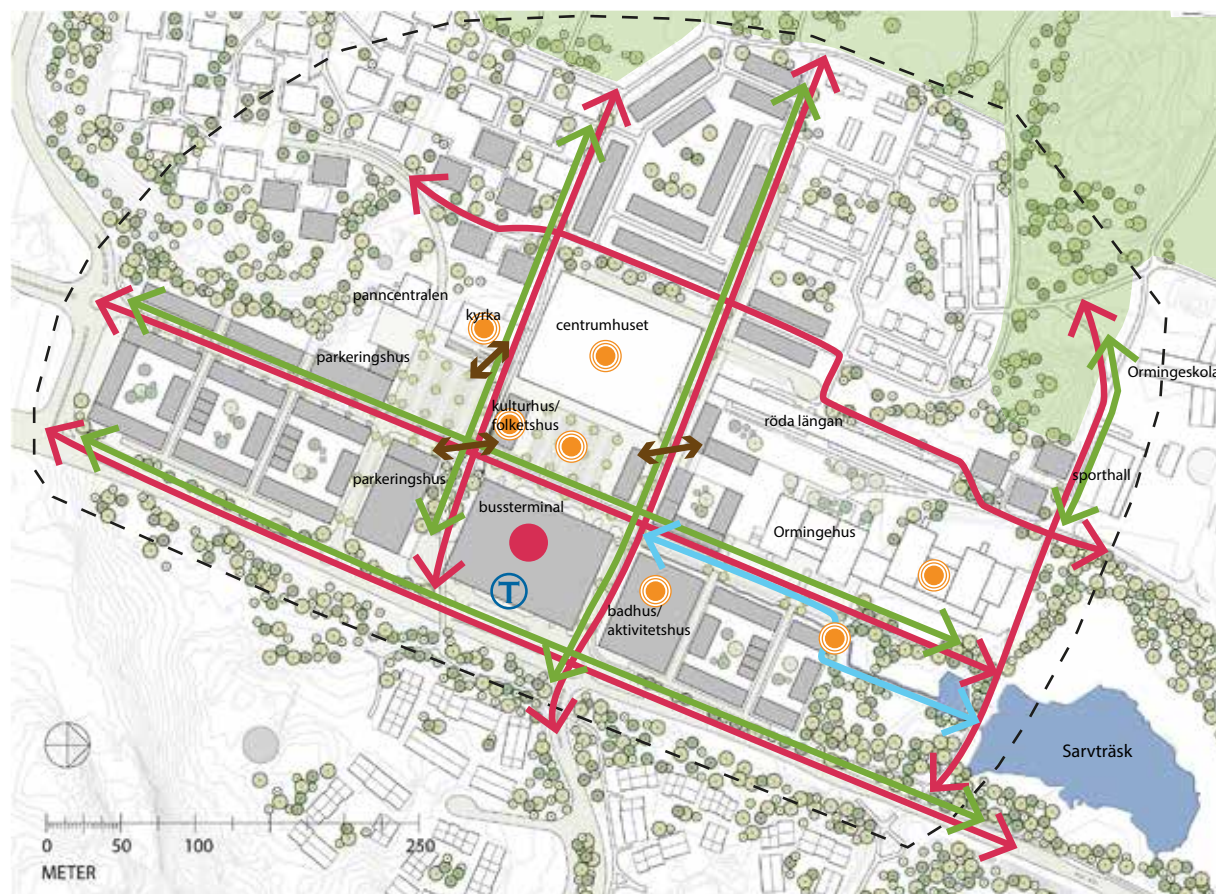 panncentralen
kyrka
centrumhuset
parkeringshus
Ormingeskola
kulturhus/
folketshus
röda längan
parkeringshus
sporthall
bussterminal
Ormingehus
T
badhus/
aktivitetshus
Sarvträsk
0 50 100 250
METER